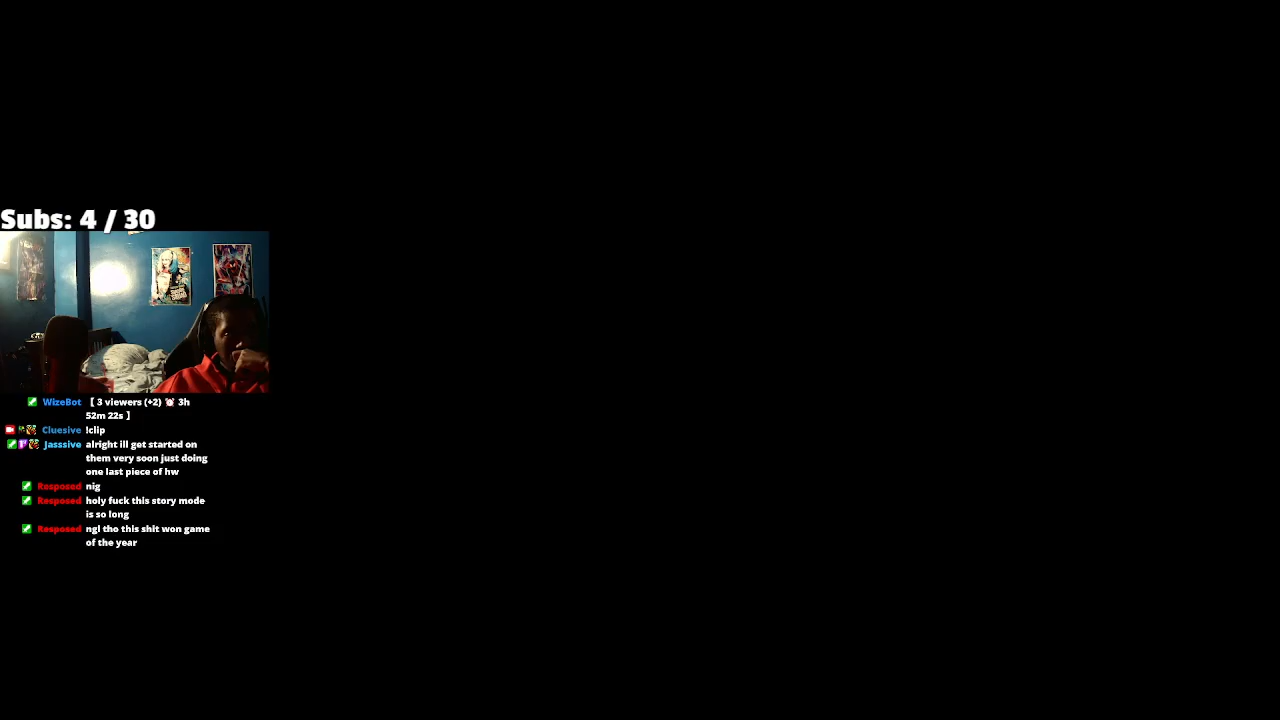 Subs: 4 / 30
WizeBot 【 3 viewers (+2) ⏰ 3h
52m 22s 】
Cluesive !clip
Jasssive alright ill get started on
them very soon just doing
one last piece of hw
Resposed nig
Resposed holy fuck this story mode
is so long
Resposed ngl tho this shit won game
of the year